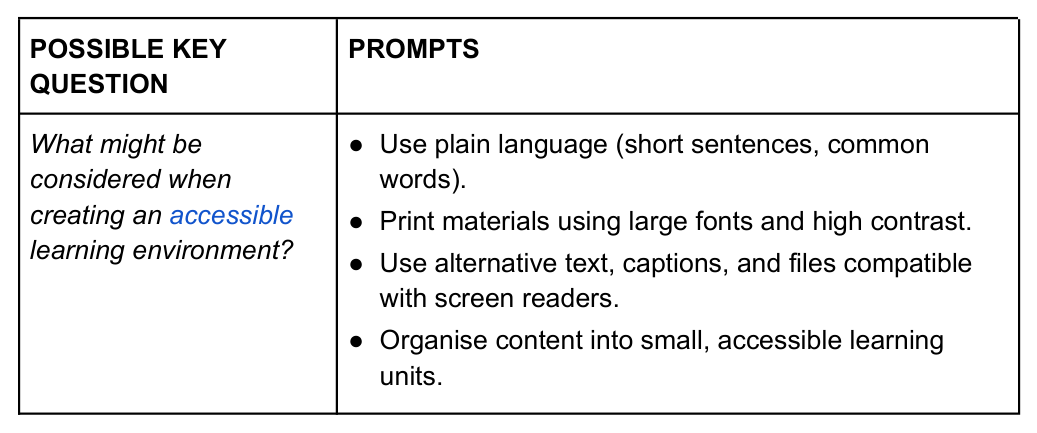 POSSIBLE KEY
QUESTION
PROMPTS
What might be
considered when
creating an accessible
learning environment?
● Use plain language (short sentences, common
words).
● Print materials using large fonts and high contrast.
● Use alternative text, captions, and files compatible
with screen readers.
● Organise content into small, accessible learning
units.